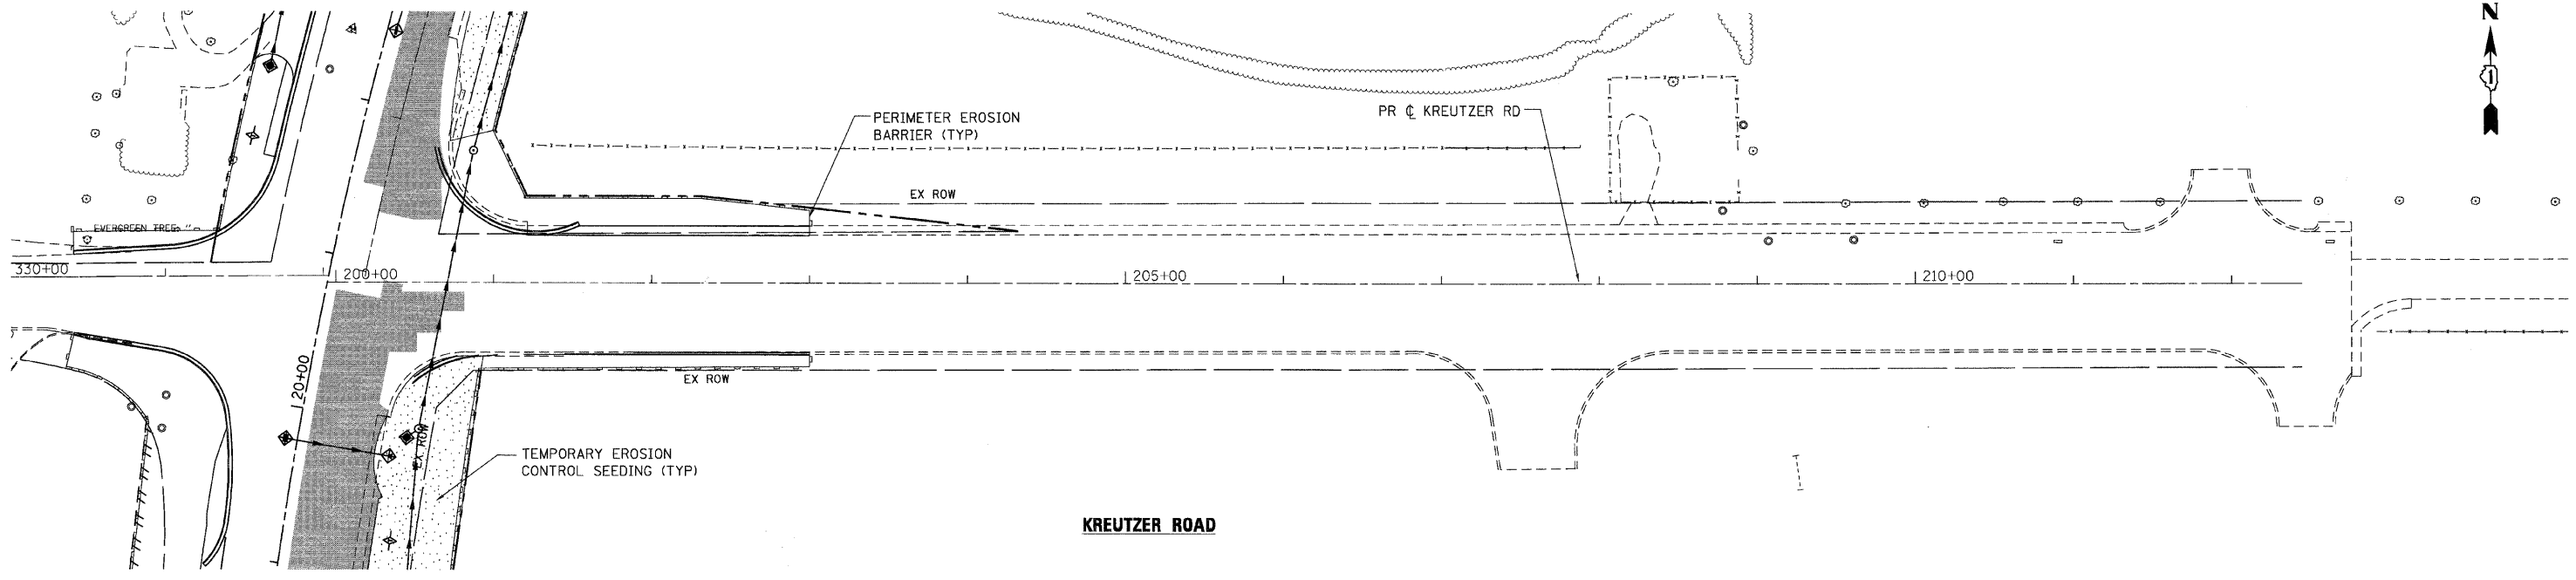 N
1
PERIMETER EROSION
BARRIER (TYP)
PR ℄ KREUTZER RD
EX ROW
EVERGREEN TREE
330+00
200+00
205+00
210+00
20+00
EX ROW
EX ROW
TEMPORARY EROSION
CONTROL SEEDING (TYP)
KREUTZER ROAD